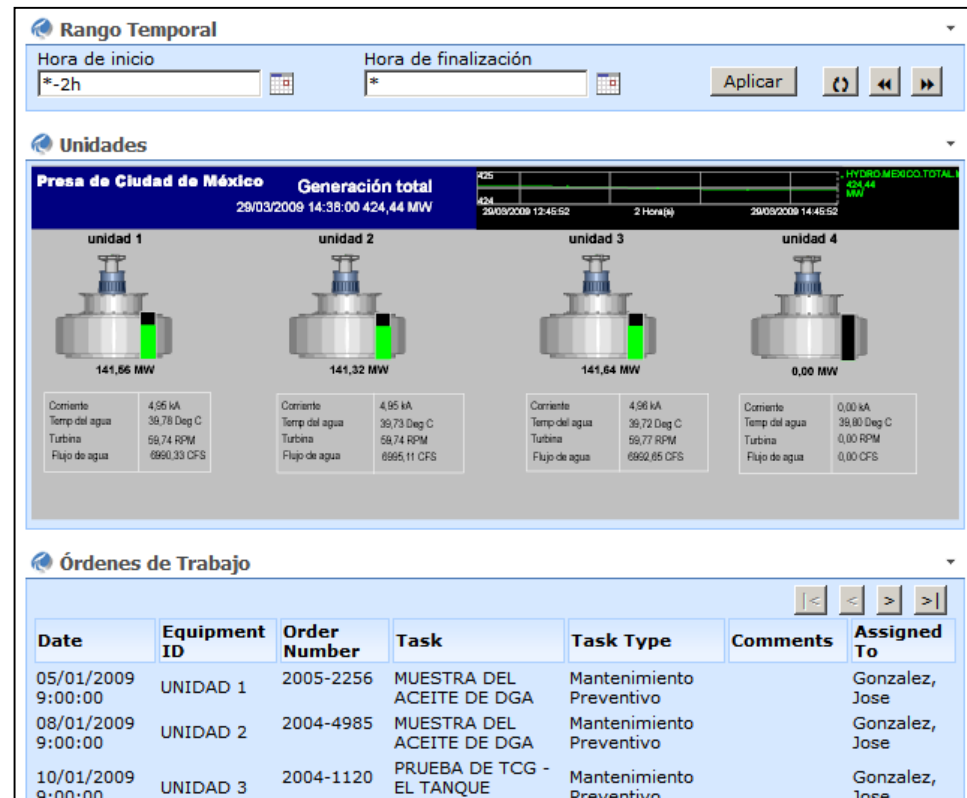 Rango Temporal
Hora de inicio Hora de finalización
*-2h * Aplicar
Unidades
Presa de Ciudad de México Generación total
29/03/2009 14:38:00 424,44 MW
425
424
29/03/2009 12:45:52 2 Hora(s) 29/03/2009 14:45:52
HYDRO.MEXICO.TOTAL.
424,44
MW
unidad 1 unidad 2 unidad 3 unidad 4
141,56 MW 141,32 MW 141,64 MW 0,00 MW
Corriente 4,95 kA Corriente 4,95 kA Corriente 4,96 kA Corriente 0,00 kA
Temp del agua 39,78 Deg C Temp del agua 39,73 Deg C Temp del agua 39,72 Deg C Temp del agua 39,80 Deg C
Turbina 59,74 RPM Turbina 59,74 RPM Turbina 59,77 RPM Turbina 0,00 RPM
Flujo de agua 6990,33 CFS Flujo de agua 6995,11 CFS Flujo de agua 6992,65 CFS Flujo de agua 0,00 CFS
Órdenes de Trabajo
|< < > >|
Date Equipment ID Order Number Task Task Type Comments Assigned To
05/01/2009 9:00:00 UNIDAD 1 2005-2256 MUESTRA DEL ACEITE DE DGA Mantenimiento Preventivo Gonzalez, Jose
08/01/2009 9:00:00 UNIDAD 2 2004-4985 MUESTRA DEL ACEITE DE DGA Mantenimiento Preventivo Gonzalez, Jose
10/01/2009 9:00:00 UNIDAD 3 2004-1120 PRUEBA DE TCG - EL TANQUE Mantenimiento Preventivo Gonzalez, Jose